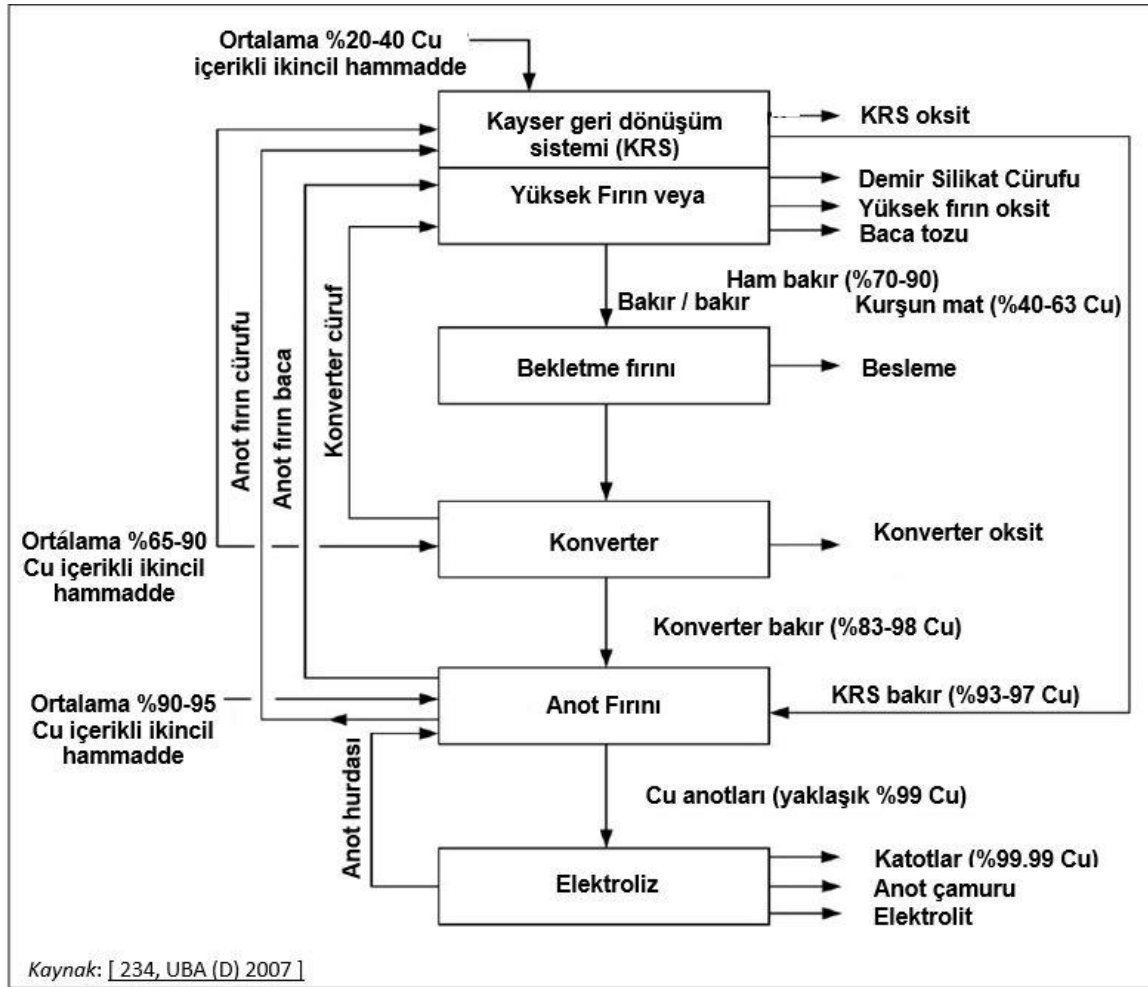 Ortalama %20-40 Cu
içerikli ikincil hammadde
Kayser geri dönüşüm
sistemi (KRS)
KRS oksit
Yüksek Fırın veya
Demir Silikat Cürufu
Yüksek fırın oksit
Baca tozu
Ham bakır (%70-90)
Bakır / bakır
Kurşun mat (%40-63 Cu)
Anot fırın cürufu
Anot fırın baca
Konverter cüruf
Bekletme fırını
Besleme
Ortálama %65-90
Cu içerikli ikincil
hammadde
Konverter
Konverter oksit
Konverter bakır (%83-98 Cu)
Ortalama %90-95
Cu içerikli ikincil
hammadde
Anot Fırını
KRS bakır (%93-97 Cu)
Anot hurdası
Cu anotları (yaklaşık %99 Cu)
Elektroliz
Katotlar (%99.99 Cu)
Anot çamuru
Elektrolit
Kaynak: [ 234, UBA (D) 2007 ]